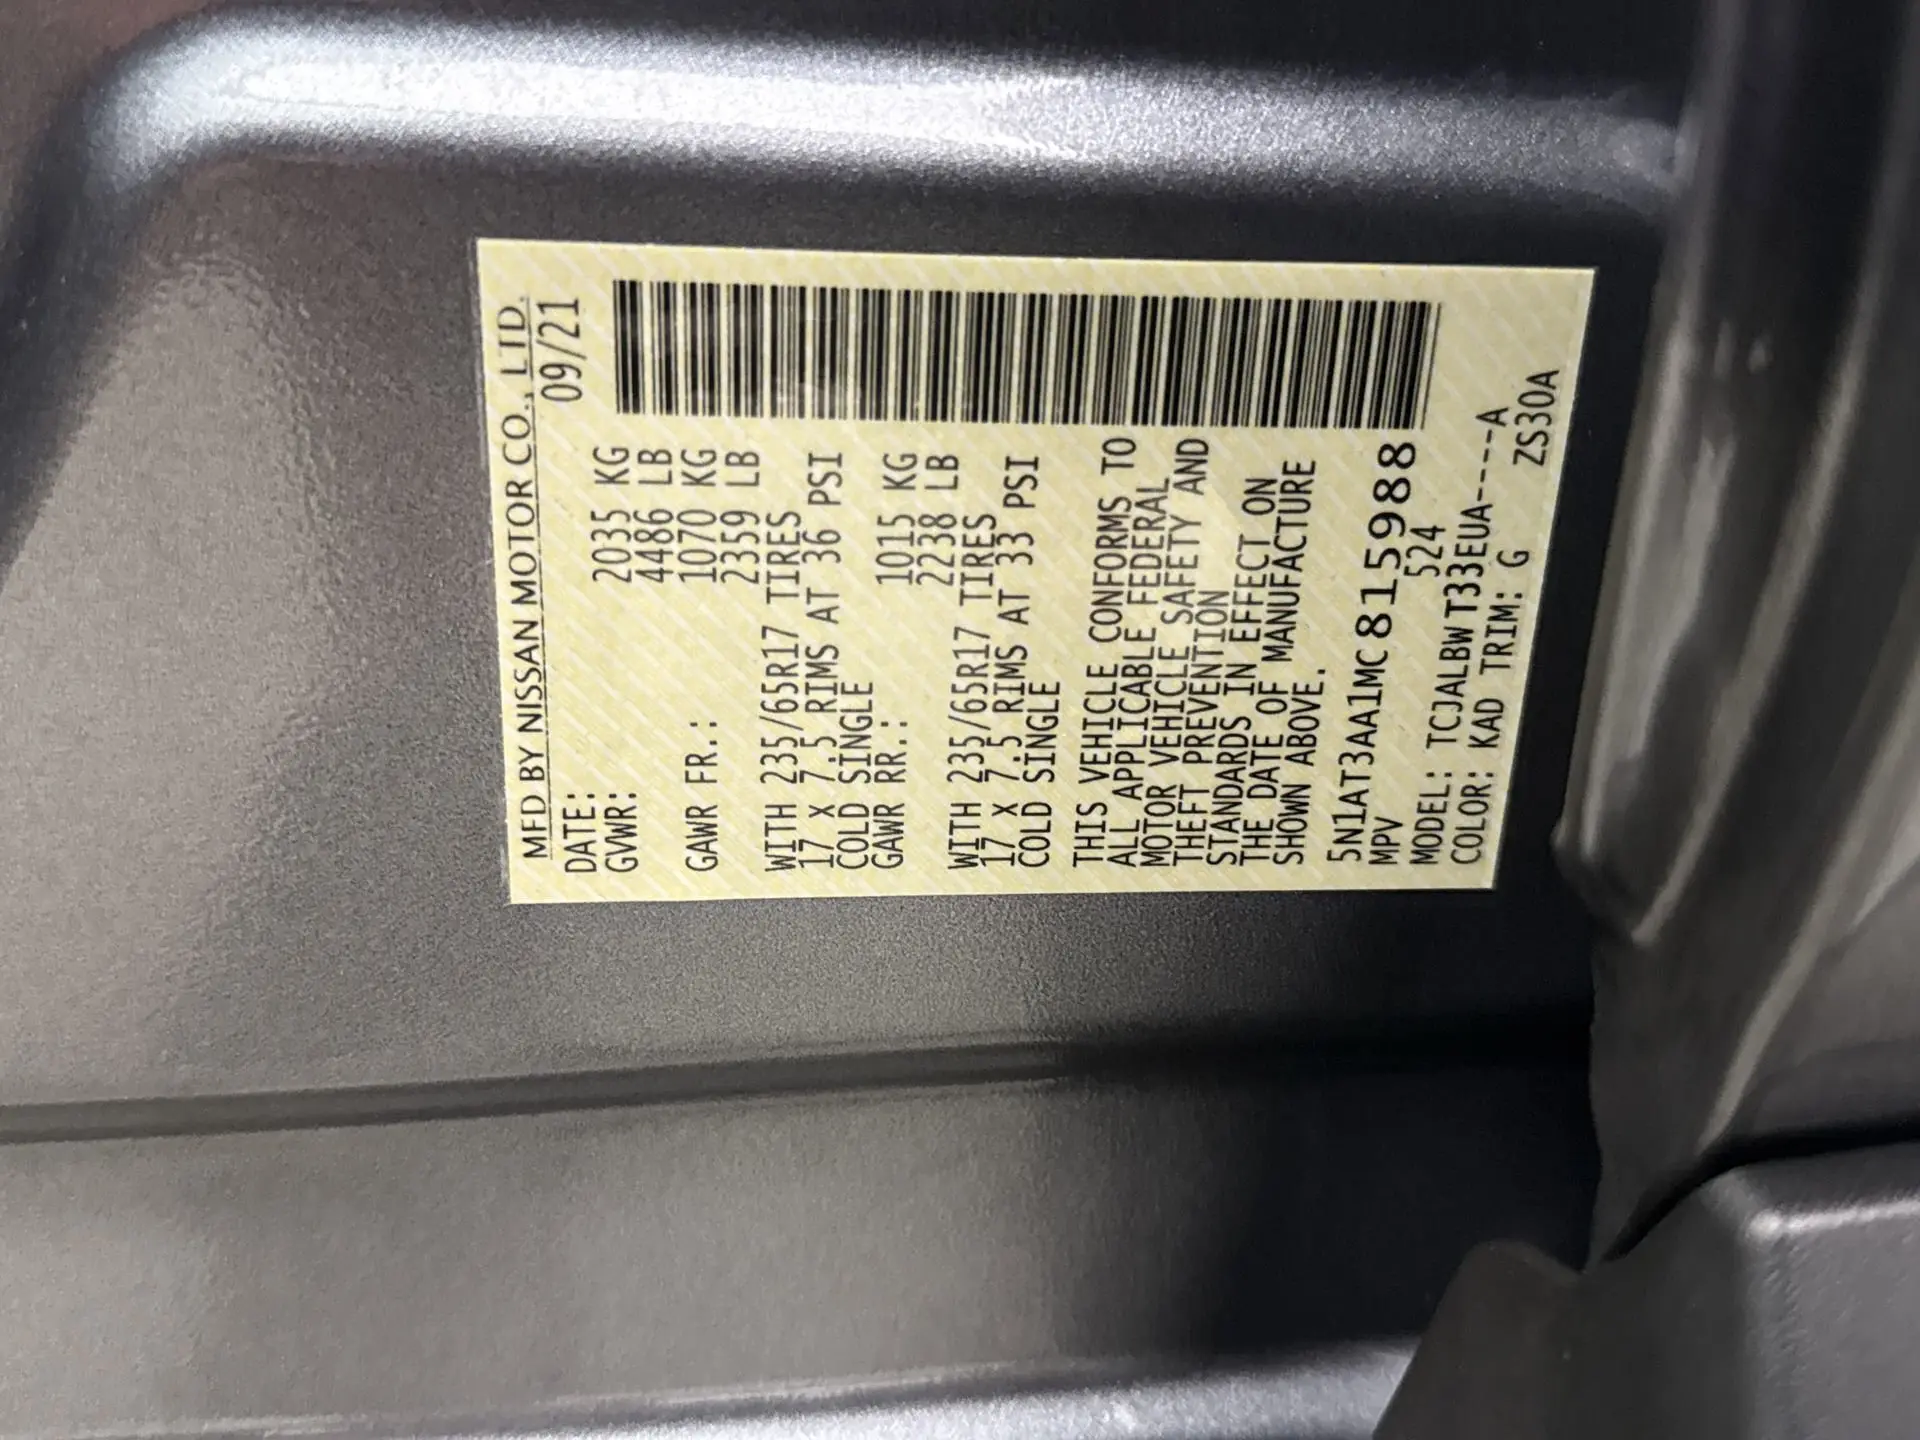 MFD BY NISSAN MOTOR CO., LTD.
DATE: 09/21
GVWR: 2035 KG
4486 LB
GAWR FR.: 1070 KG
2359 LB
WITH 235/65R17 TIRES
17 X 7.5 RIMS AT 36 PSI
COLD SINGLE
GAWR RR.: 1015 KG
2238 LB
WITH 235/65R17 TIRES
17 X 7.5 RIMS AT 33 PSI
COLD SINGLE
THIS VEHICLE CONFORMS TO
ALL APPLICABLE FEDERAL
MOTOR VEHICLE SAFETY AND
THEFT PREVENTION
STANDARDS IN EFFECT ON
THE DATE OF MANUFACTURE
SHOWN ABOVE.
5N1AT3AA1MC815988
MPV 524
MODEL: TCJALBWT33EUA----A
COLOR: KAD TRIM: G ZS30A